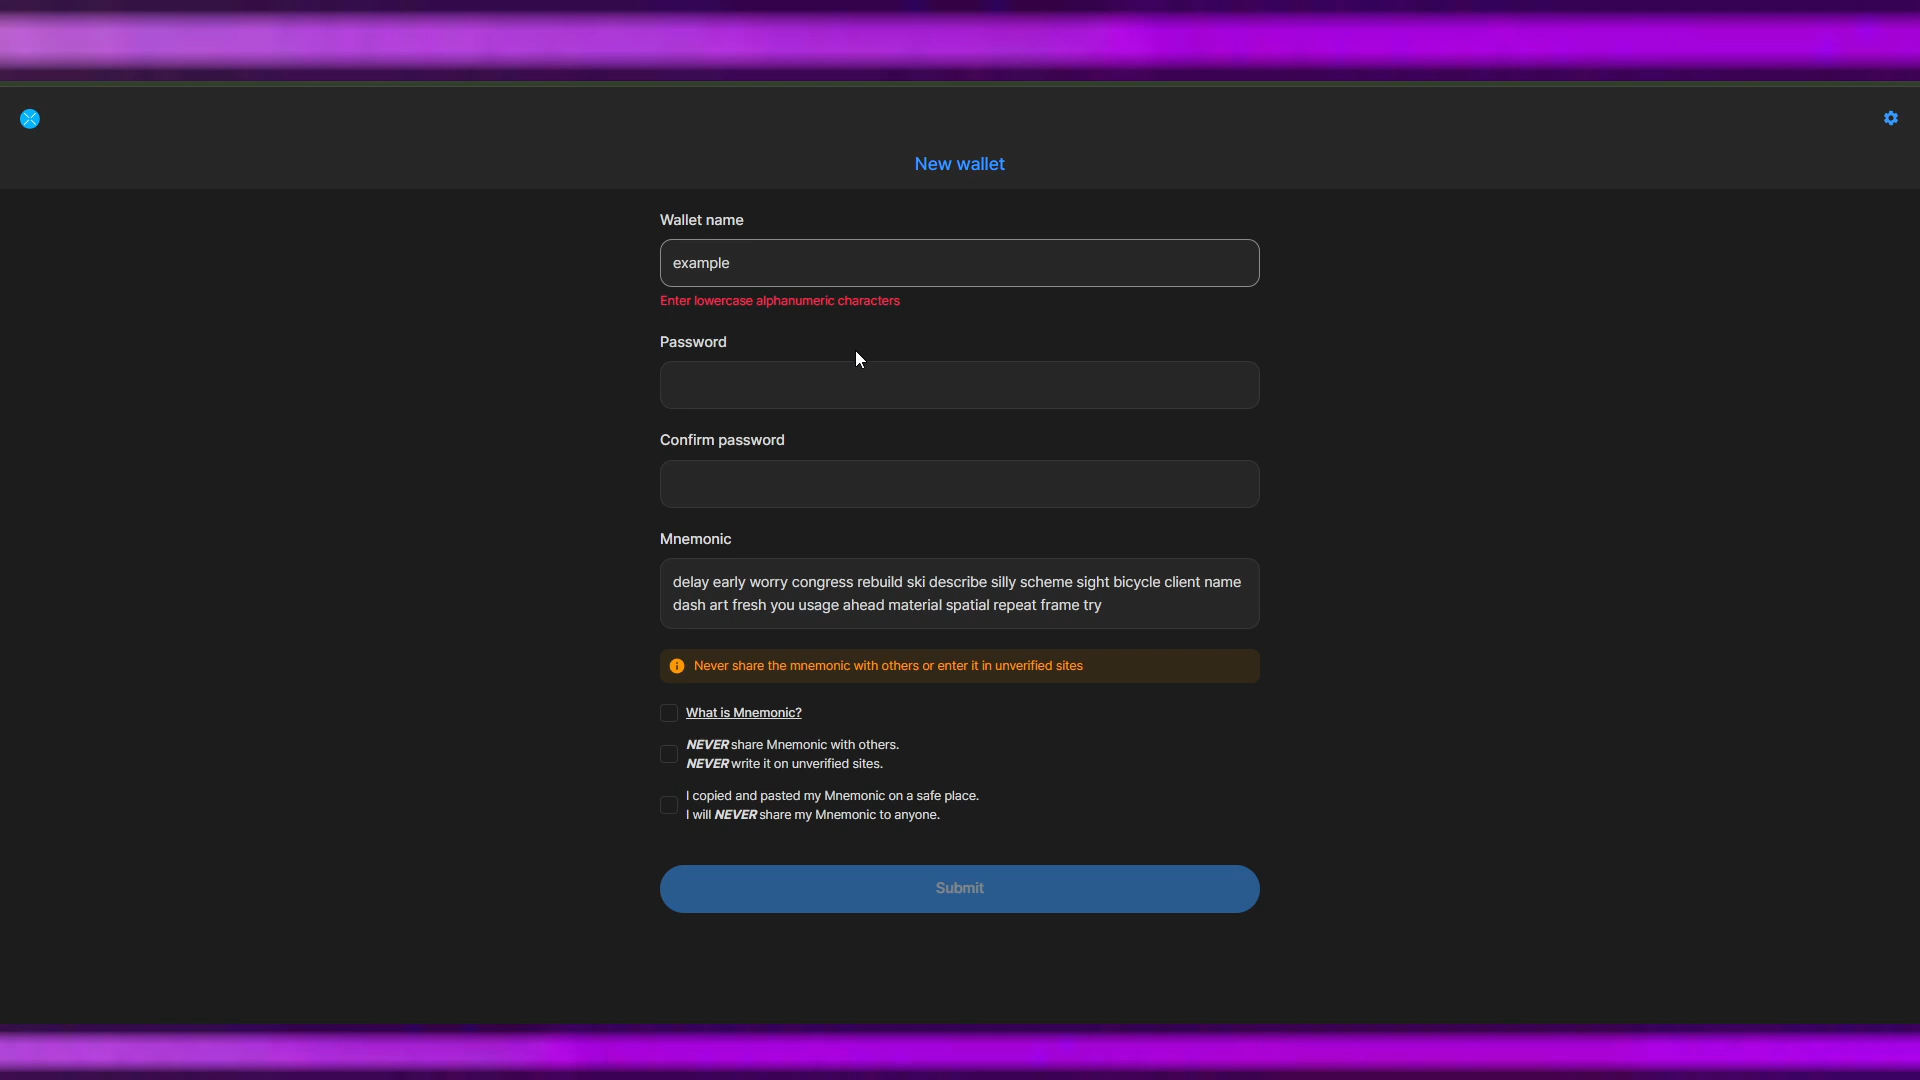 New wallet
Wallet name
example
Enter lowercase alphanumeric characters
Password
Confirm password
Mnemonic
delay early worry congress rebuild ski describe silly scheme sight bicycle client name
dash art fresh you usage ahead material spatial repeat frame try
Never share the mnemonic with others or enter it in unverified sites
What is Mnemonic?
NEVER share Mnemonic with others.
NEVER write it on unverified sites.
I copied and pasted my Mnemonic on a safe place.
I will NEVER share my Mnemonic to anyone.
Submit